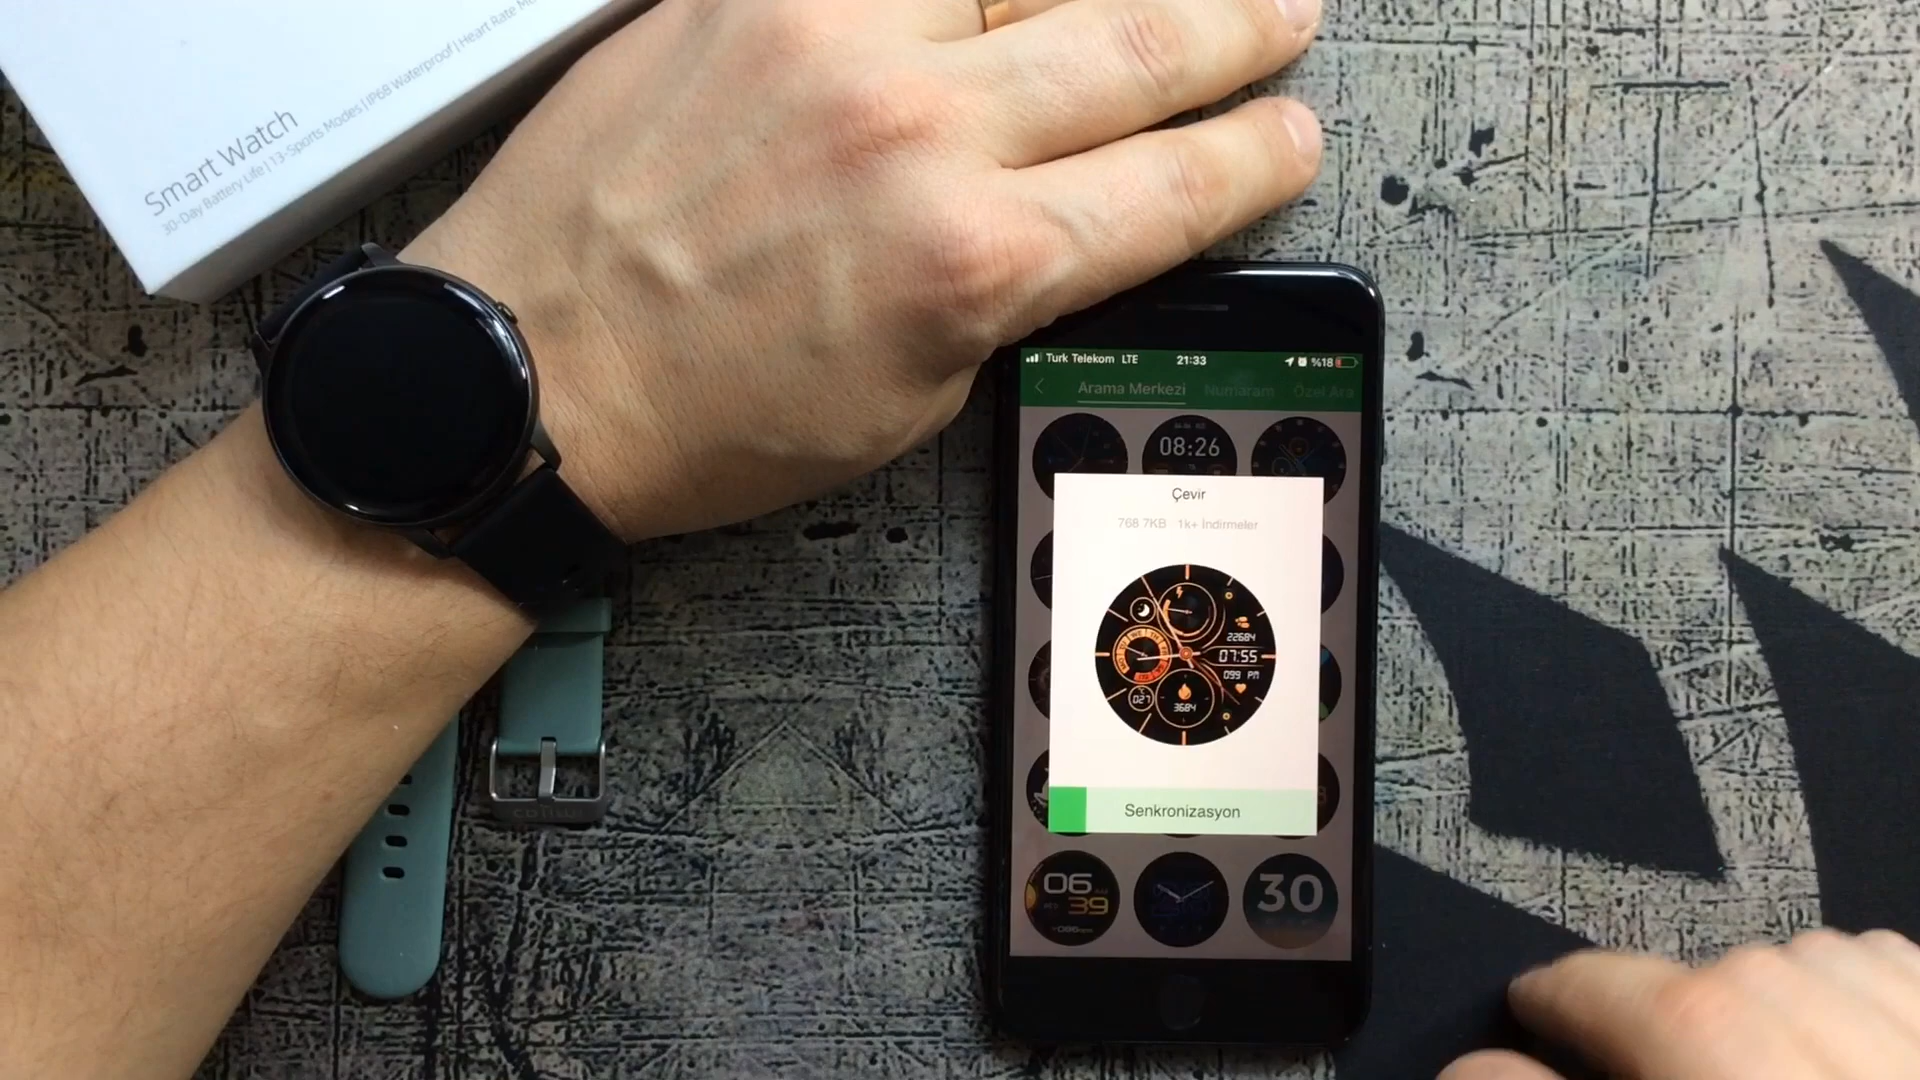 Smart Watch
30-Day Battery Life | 13-Sports Modes | IP68 Waterproof | Heart Rate Mo
Turk Telekom LTE 21:33 %18
Arama Merkezi Numaram Özel Ara
08:26
Çevir
768 7KB 1k+ İndirmeler
22684
07:55
099 PM
027
3684
Senkronizasyon
06
39
30